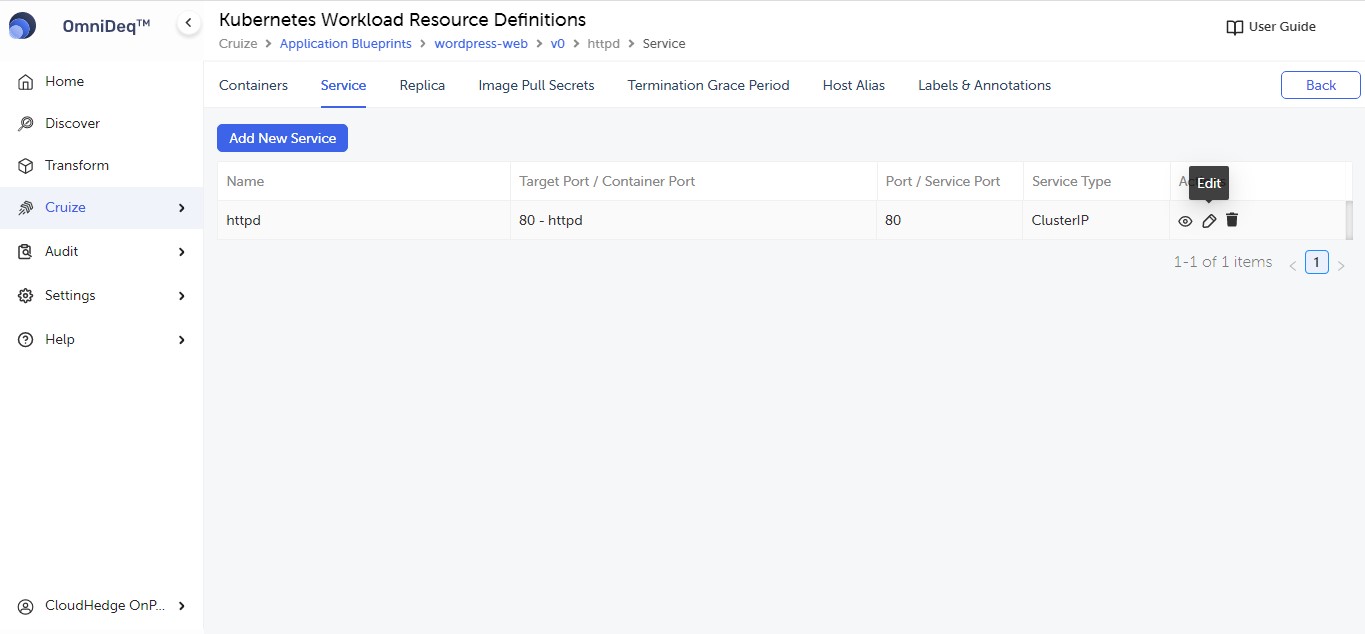 OmniDeq™
Kubernetes Workload Resource Definitions
Cruize > Application Blueprints > wordpress-web > v0 > httpd > Service
User Guide
Home
Discover
Transform
Cruize
Audit
Settings
Help
CloudHedge OnP...
Containers Service Replica Image Pull Secrets Termination Grace Period Host Alias Labels & Annotations Back
Add New Service
Name Target Port / Container Port Port / Service Port Service Type
Edit
httpd 80 - httpd 80 ClusterIP
1-1 of 1 items < 1 >